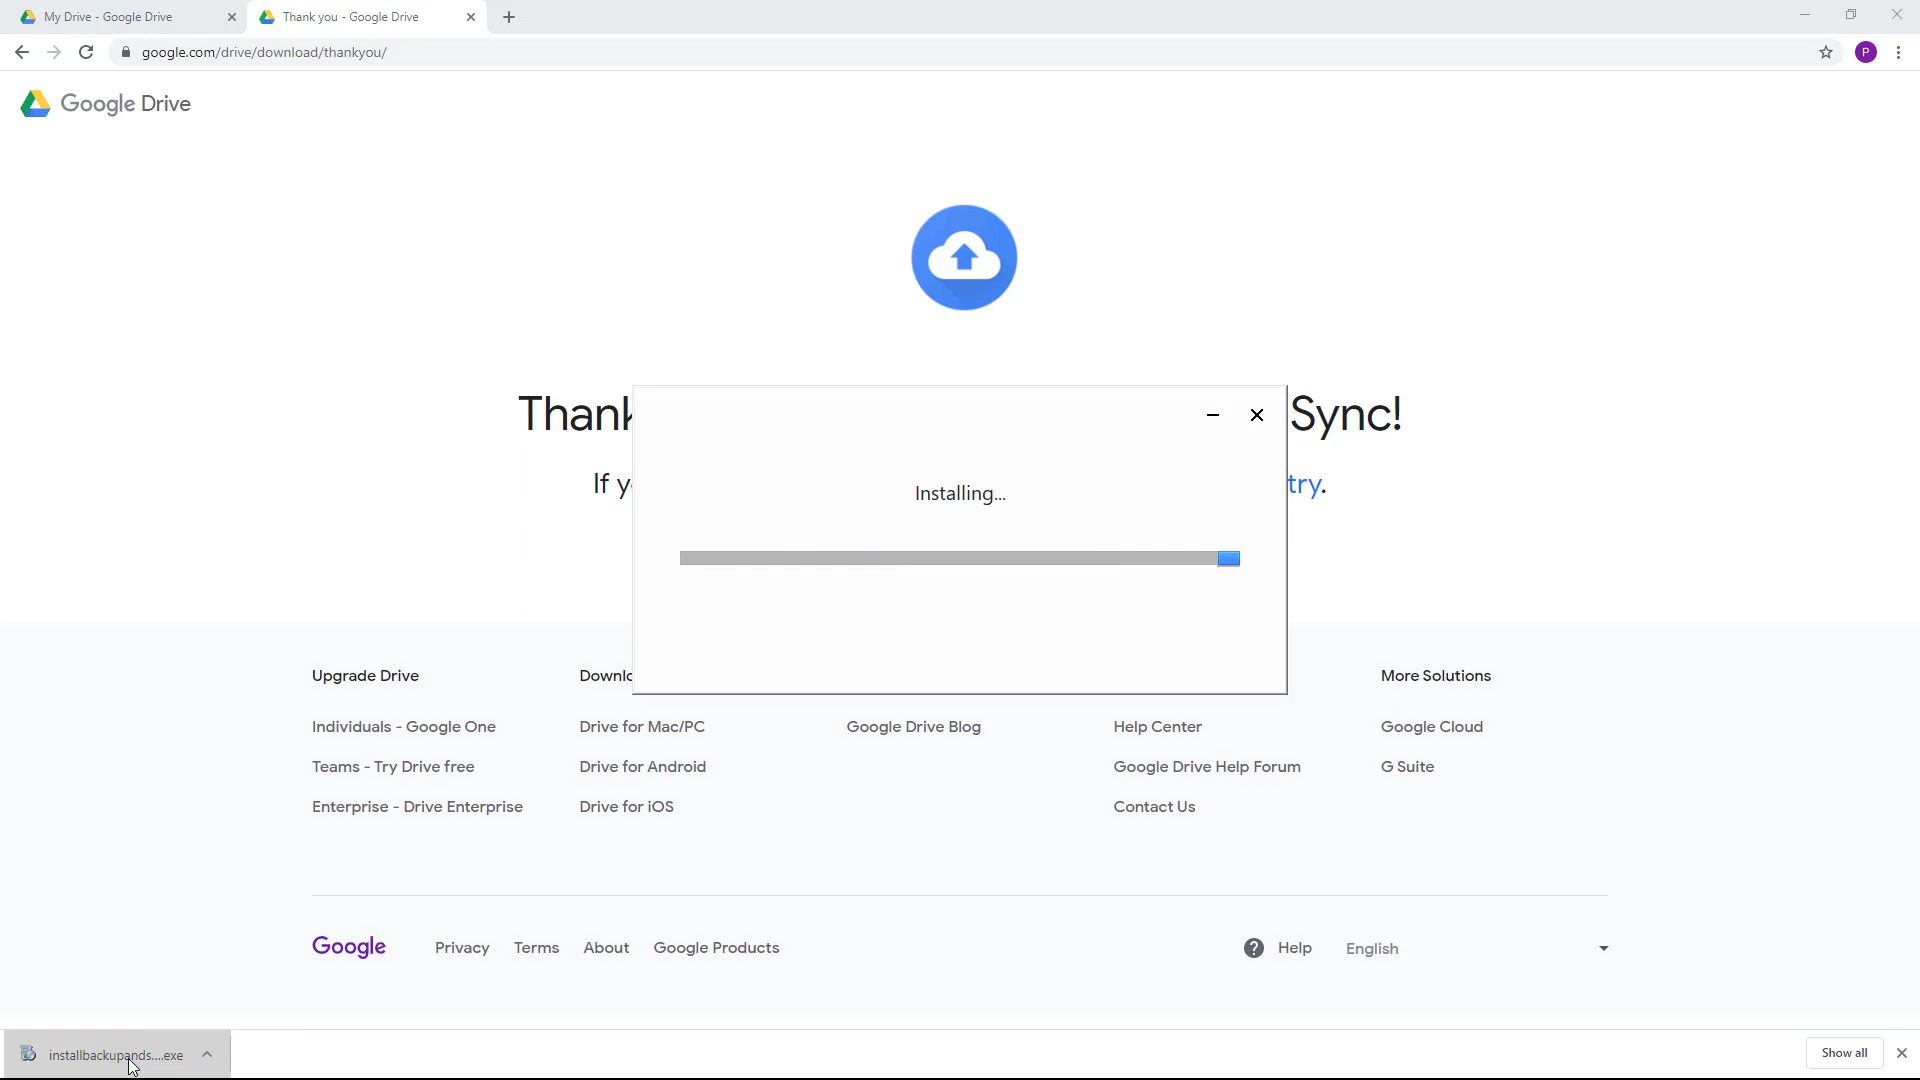 My Drive - Google Drive
Thank you - Google Drive
google.com/drive/download/thankyou/
P
Google Drive
Thank Sync!
If yo try.
Installing...
Upgrade Drive
Downlo
More Solutions
Individuals - Google One
Drive for Mac/PC
Google Drive Blog
Help Center
Google Cloud
Teams - Try Drive free
Drive for Android
Google Drive Help Forum
G Suite
Enterprise - Drive Enterprise
Drive for iOS
Contact Us
Google
Privacy
Terms
About
Google Products
? Help
English
installbackupands....exe
Show all